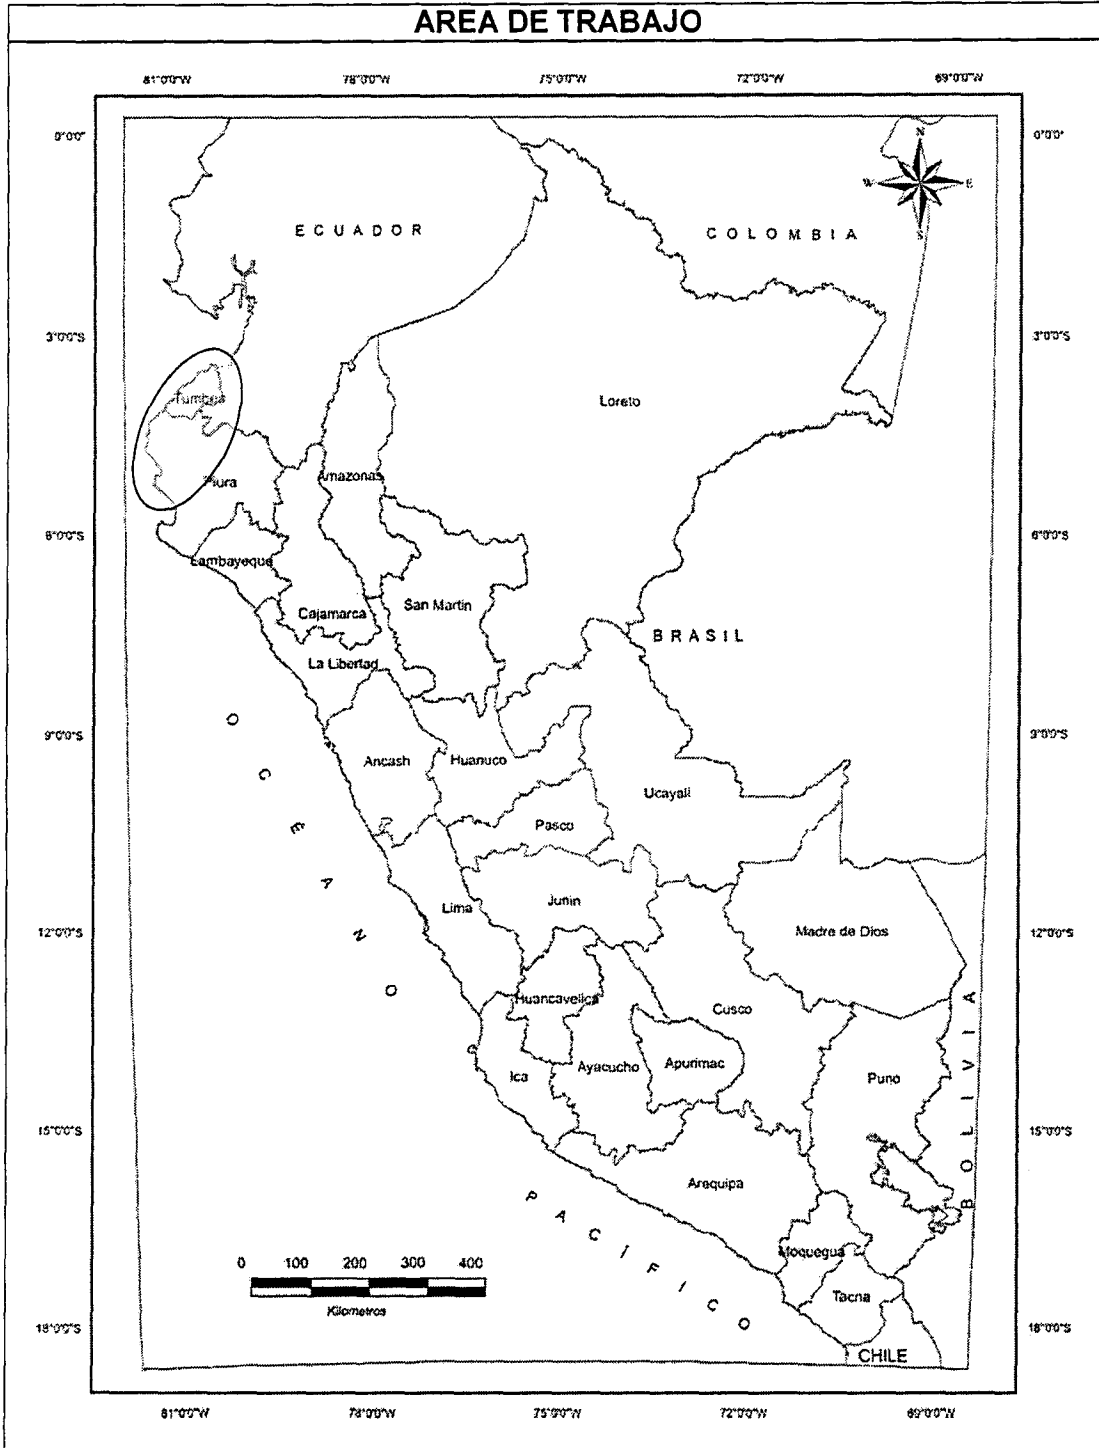 AREA DE TRABAJO
81°0'0"W 78°0'0"W 75°0'0"W 72°0'0"W 69°0'0"W
0°0'0" 0°0'0"
N
W E
S
ECUADOR
COLOMBIA
3°0'0"S 3°0'0"S
Tumbes
Loreto
Piura
Amazonas
6°0'0"S 6°0'0"S
Lambayeque
Cajamarca
San Martin
BRASIL
La Libertad
9°0'0"S 9°0'0"S
Ancash
Huanuco
Ucayali
Pasco
Lima
Junin
Madre de Dios
12°0'0"S 12°0'0"S
Huancavelica
Cusco
Ica
Ayacucho
Apurimac
Puno
BOLIVIA
15°0'0"S 15°0'0"S
Arequipa
OCEANO PACIFICO
Moquegua
Tacna
0 100 200 300 400
Kilometros
18°0'0"S 18°0'0"S
CHILE
81°0'0"W 78°0'0"W 75°0'0"W 72°0'0"W 69°0'0"W